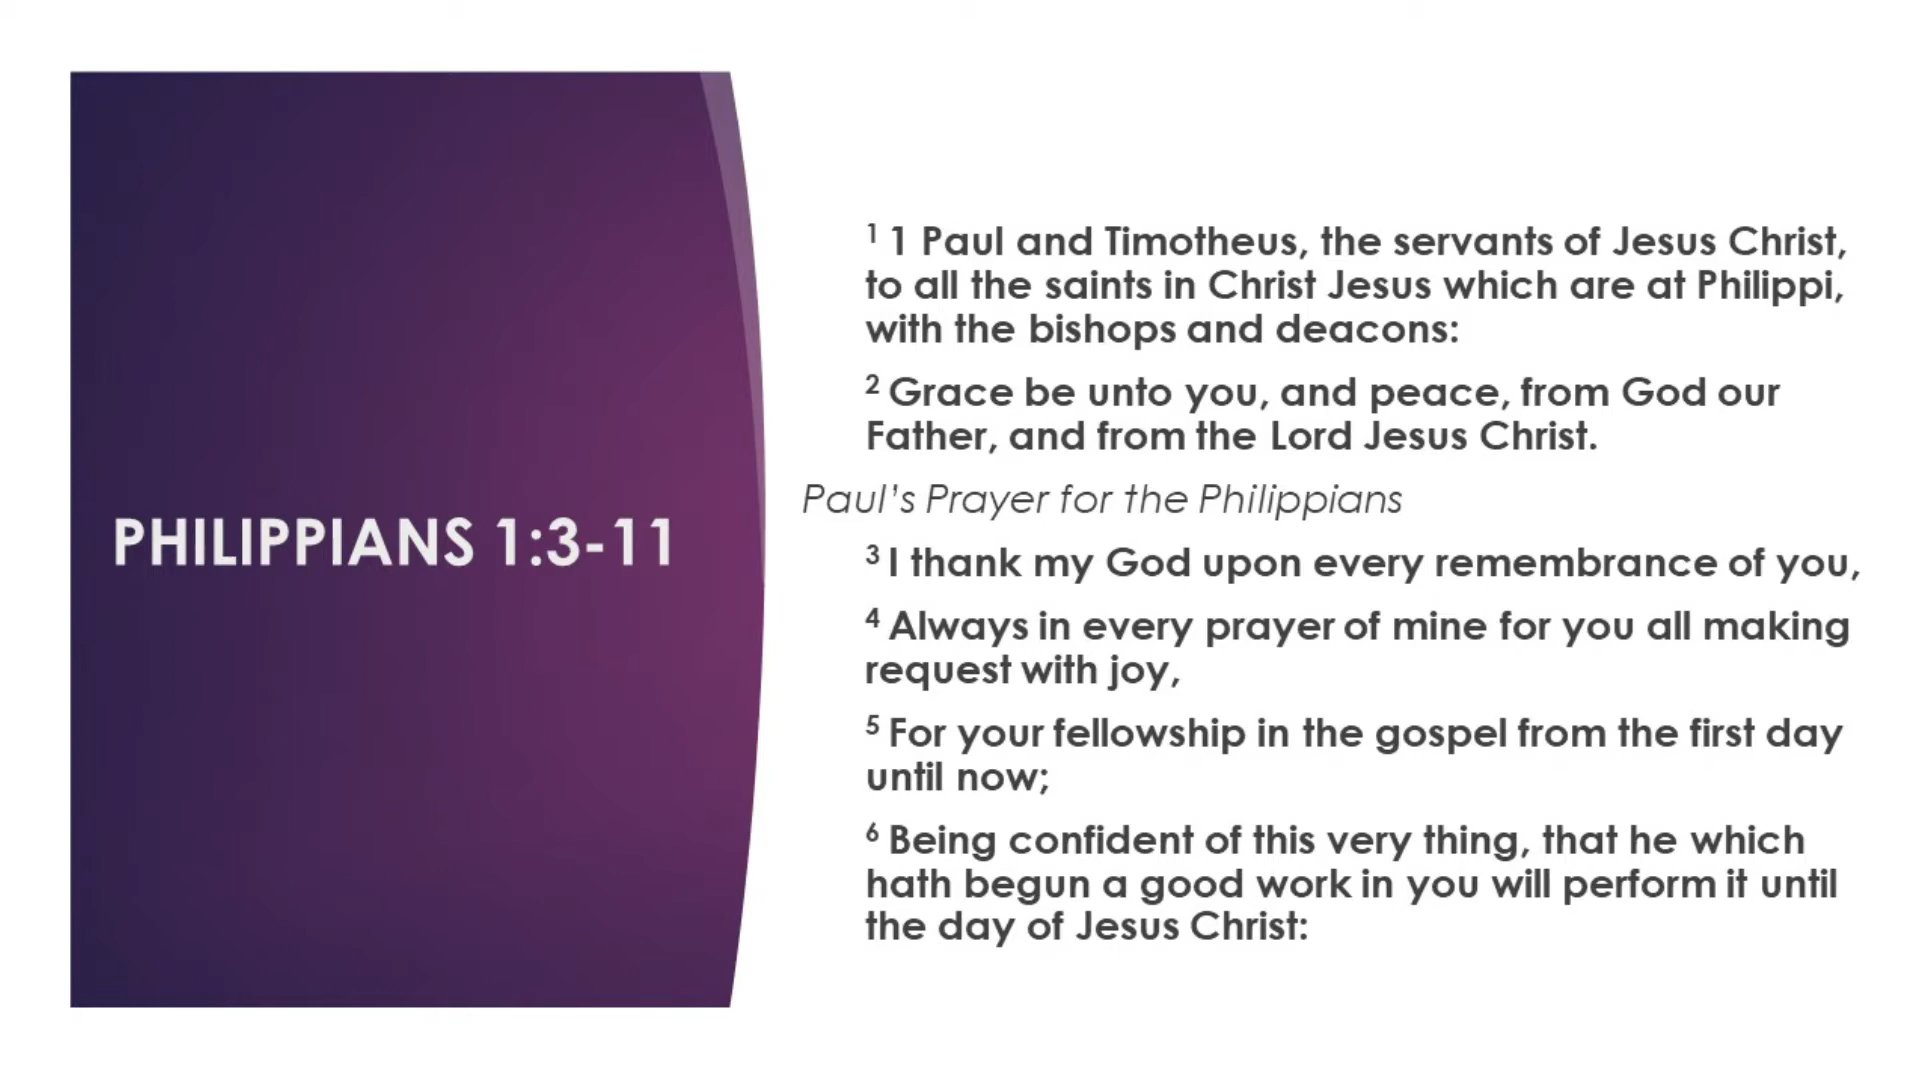 PHILIPPIANS 1:3-11
1 1 Paul and Timotheus, the servants of Jesus Christ,
to all the saints in Christ Jesus which are at Philippi,
with the bishops and deacons:
2 Grace be unto you, and peace, from God our
Father, and from the Lord Jesus Christ.
Paul’s Prayer for the Philippians
3 I thank my God upon every remembrance of you,
4 Always in every prayer of mine for you all making
request with joy,
5 For your fellowship in the gospel from the first day
until now;
6 Being confident of this very thing, that he which
hath begun a good work in you will perform it until
the day of Jesus Christ: